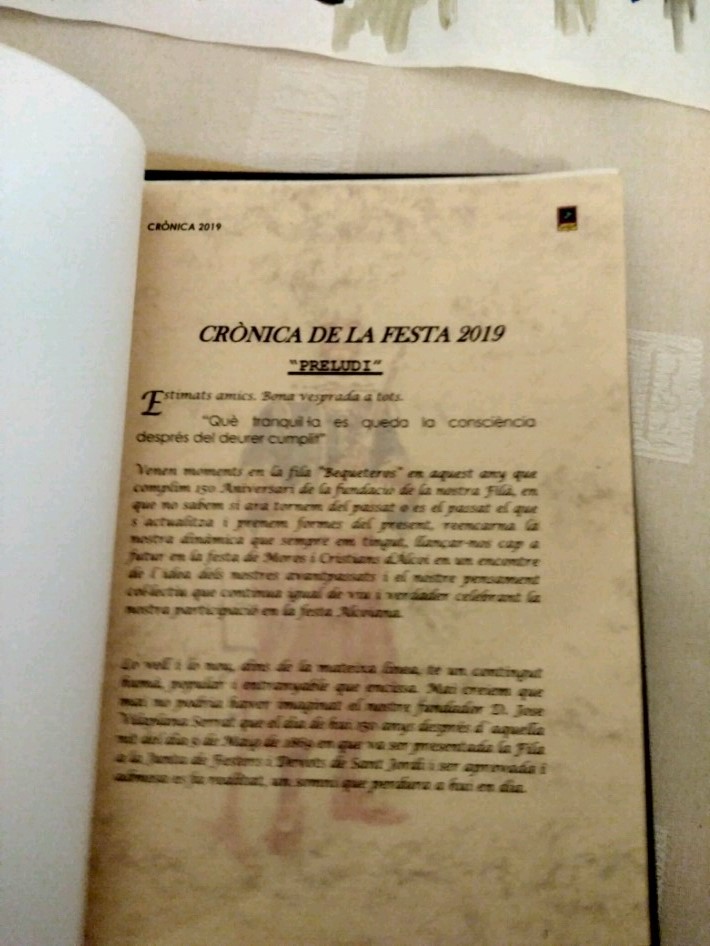 CRÒNICA 2019
CRÒNICA DE LA FESTA 2019
"PRELUDI"
Estimats amics. Bona vesprada a tots.
"Què tranquil·la es queda la consciència
després del deurer cumplit"
Venen moments en la fila "Bequeteros" en aquest any que
complim 150 Aniversari de la fundació de la nostra Filà, en
que no sabem si ara tornem del passat o es el passat el que
s'actualitza i prenem formes del present, reencarna la
nostra dinámica que sempre em tingut, llançar-nos cap a
futur en la festa de Moros i Cristians d'Alcoi en un encontre
de l'idea dels nostres avantpassats i el nostre pensament
col·lectiu que continua igual de viu i verdader celebrant la
nostra participació en la festa Alcoiana.
Lo vell i lo nou, dins de la mateixa linea, te un contingut
humà, popular i entranyable que enclusa. Mai creiem que
mai no podria haver imaginat el nostre fundador D. Jose
Vilaplana Serrat que el dia de hui 150 anys després d'aquella
nit del dia 9 de Maig de 1869 en que va ser presentada la Fila
a la Junta de Festers i Devots de Sant Jordi i ser aprovada i
admesa es fa realitat, un somni que perdura a hui en dia.